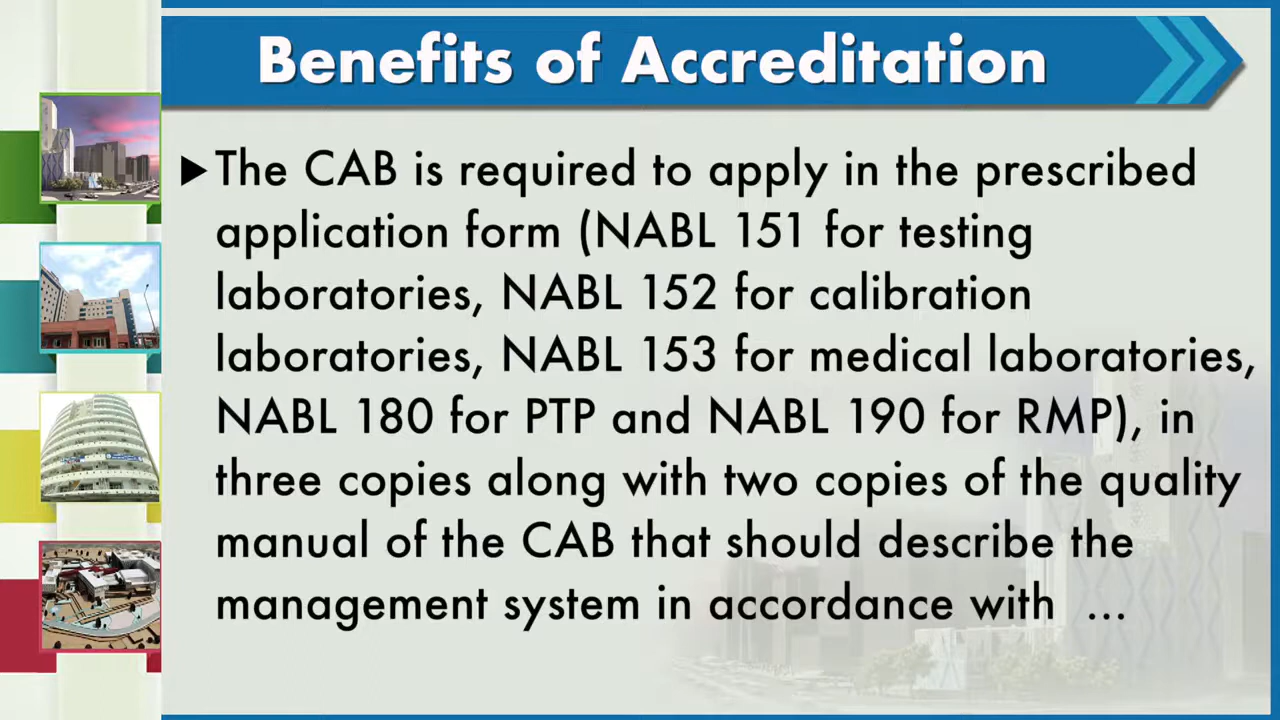 Benefits of Accreditation
▶The CAB is required to apply in the prescribed
application form (NABL 151 for testing
laboratories, NABL 152 for calibration
laboratories, NABL 153 for medical laboratories,
NABL 180 for PTP and NABL 190 for RMP), in
three copies along with two copies of the quality
manual of the CAB that should describe the
management system in accordance with ...